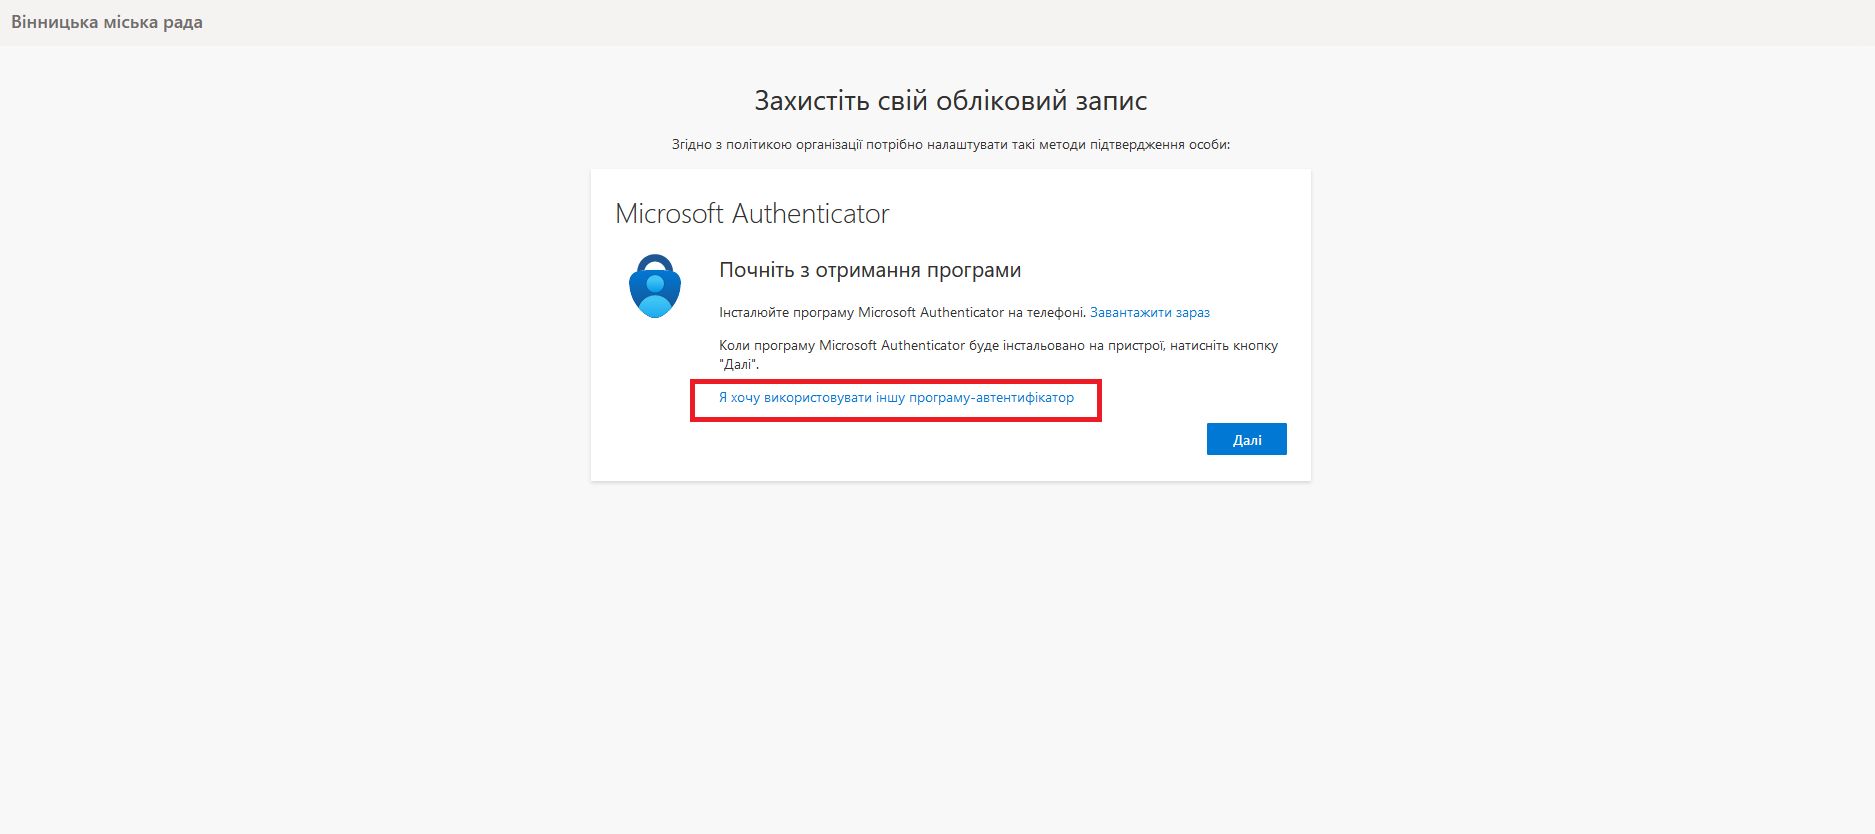 Вінницька міська рада
Захистіть свій обліковий запис
Згідно з політикою організації потрібно налаштувати такі методи підтвердження особи:
Microsoft Authenticator
Почніть з отримання програми
Інсталюйте програму Microsoft Authenticator на телефоні. Завантажити зараз
Коли програму Microsoft Authenticator буде інстальовано на пристрої, натисніть кнопку
"Далі".
Я хочу використовувати іншу програму-автентифікатор
Далі